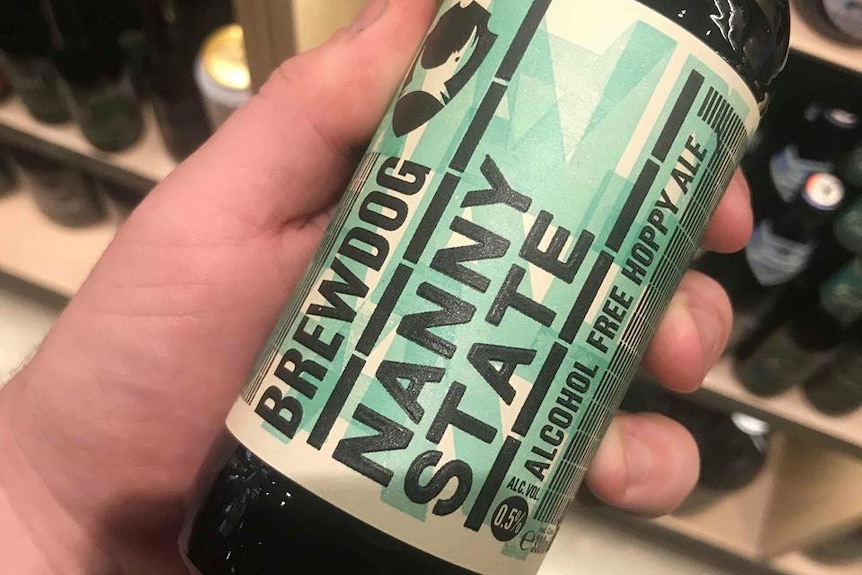 BREWDOG
NANNY
STATE
ALCOHOL FREE HOPPY ALE
ALC. VOL
0.5%